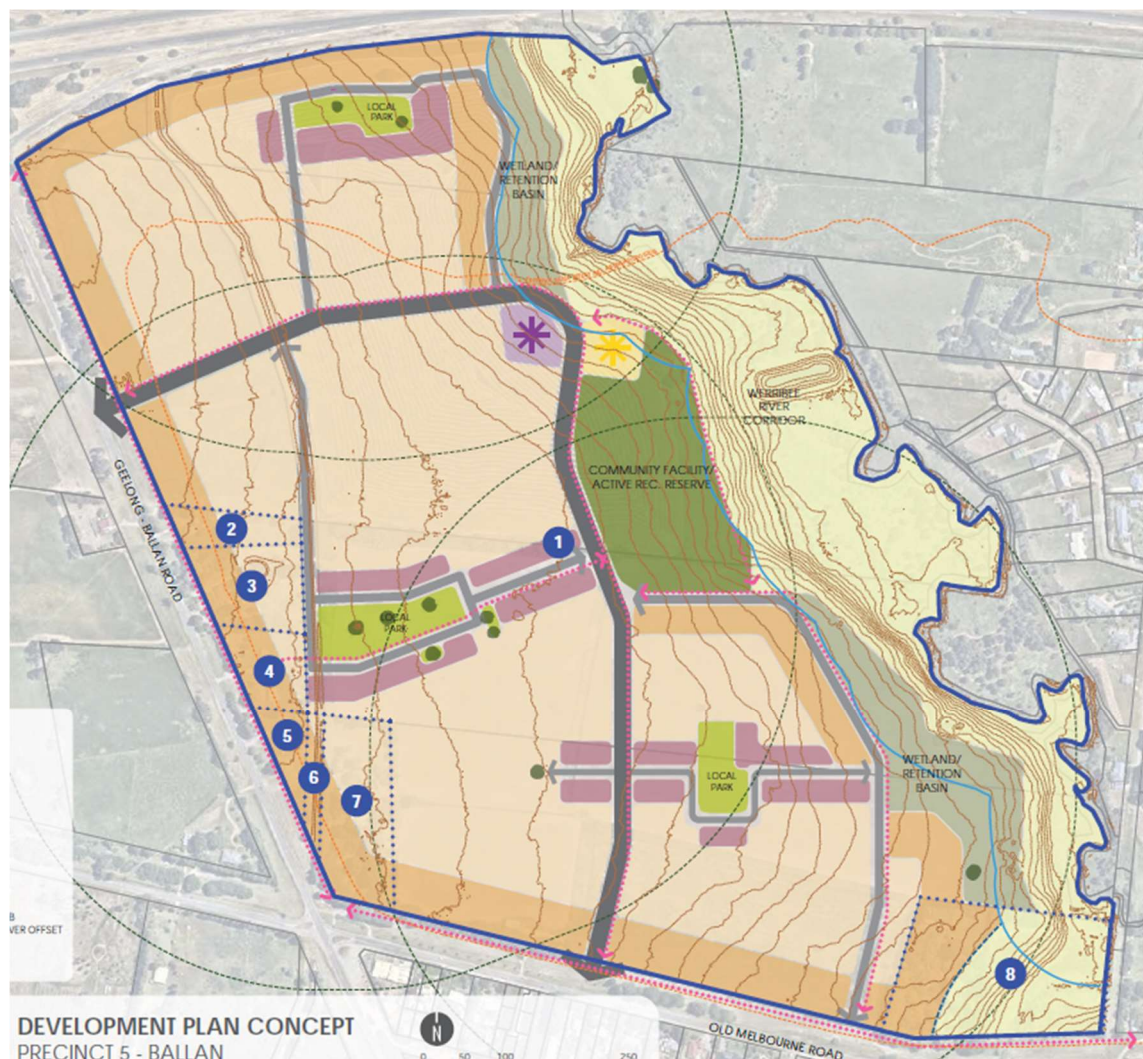 LOCAL
PARK
WETLAND/
RETENTION
BASIN
WERRIBEE
RIVER
CORRIDOR
COMMUNITY FACILITY/
ACTIVE REC. RESERVE
GEELONG - BALLAN ROAD
1
2
3
LOCAL
PARK
4
5
6
7
LOCAL
PARK
WETLAND/
RETENTION
BASIN
B
VER OFFSET
8
OLD MELBOURNE ROAD
DEVELOPMENT PLAN CONCEPT
PRECINCT 5 - BALLAN
N
0 50 100 250